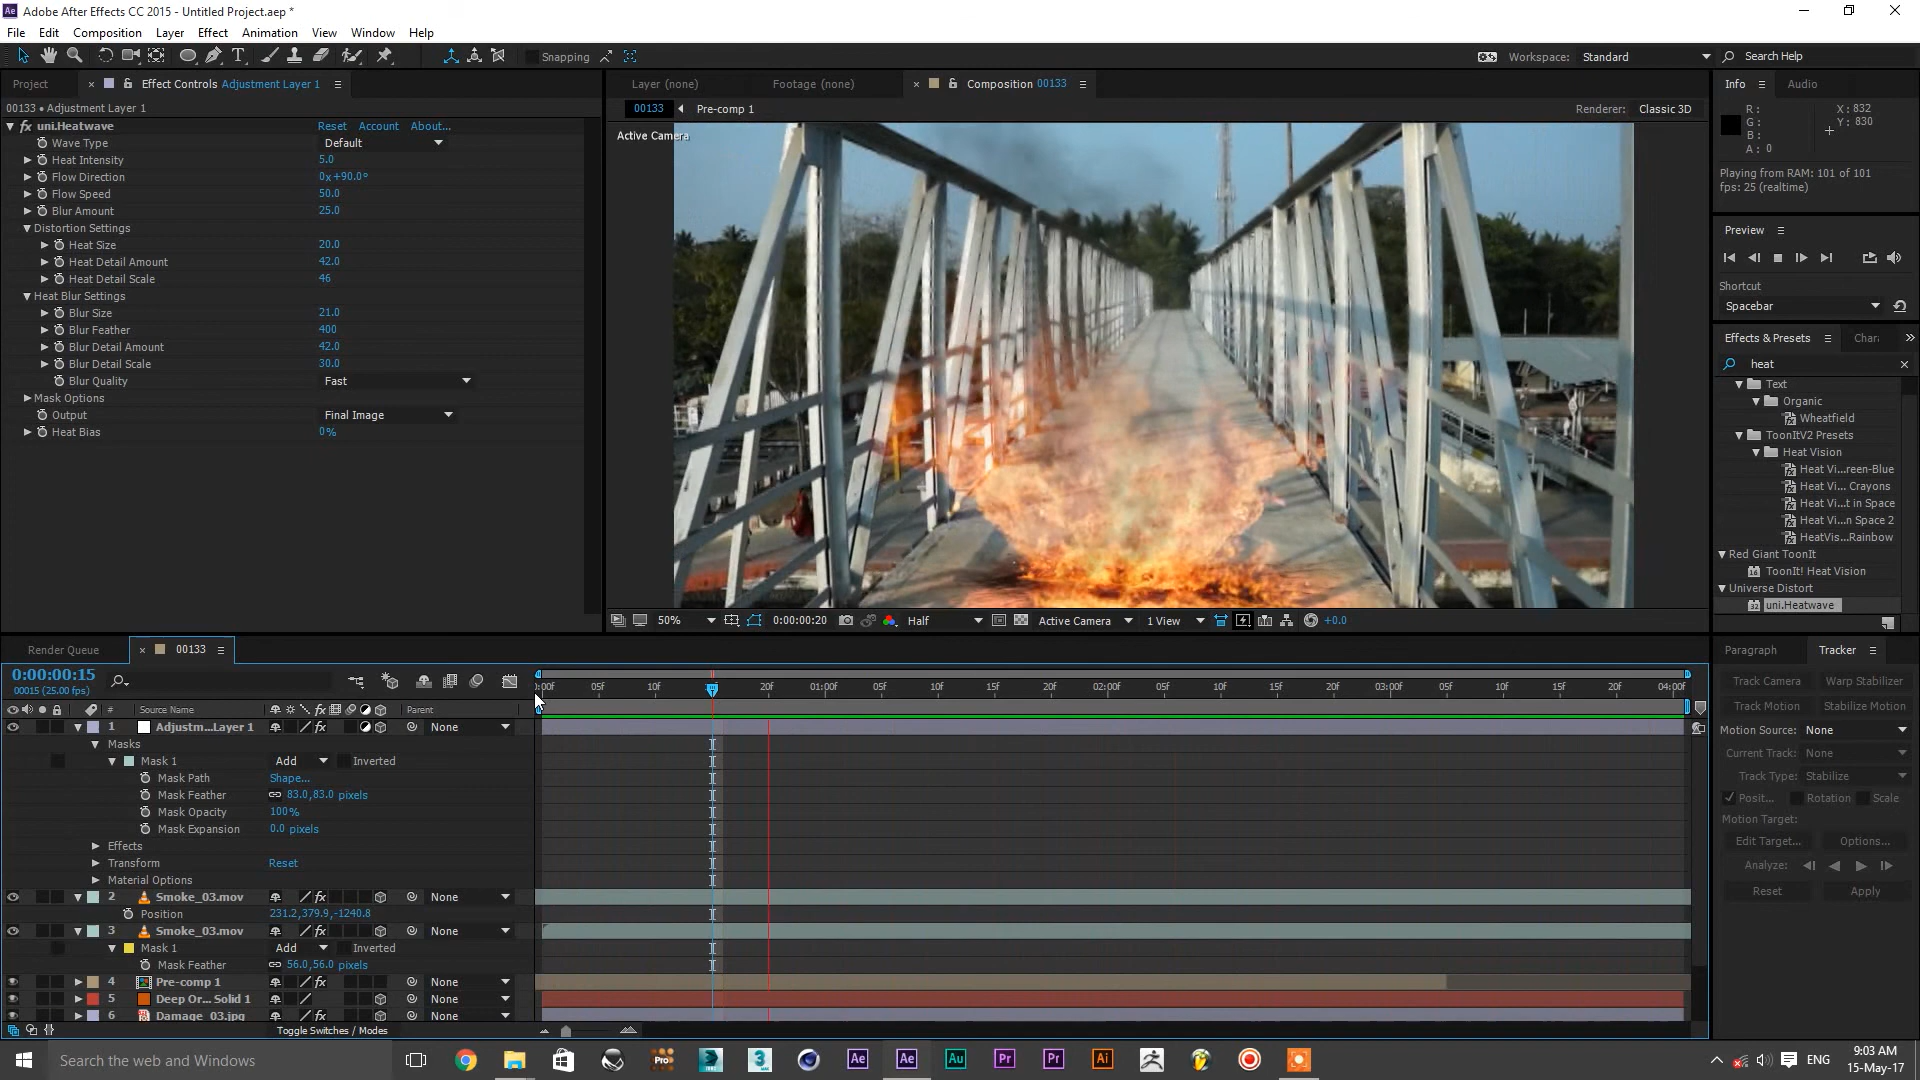 Adobe After Effects CC 2015 - Untitled Project.aep *
File Edit Composition Layer Effect Animation View Window Help
Snapping
Workspace: Standard
Search Help
Project
Effect Controls Adjustment Layer 1
00133 • Adjustment Layer 1
uni.Heatwave Reset Account About...
Wave Type Default
Heat Intensity 5.0
Flow Direction 0x+90.0°
Flow Speed 50.0
Blur Amount 25.0
Distortion Settings
Heat Size 20.0
Heat Detail Amount 42.0
Heat Detail Scale 46
Heat Blur Settings
Blur Size 21.0
Blur Feather 400
Blur Detail Amount 42.0
Blur Detail Scale 30.0
Blur Quality Fast
Mask Options
Output Final Image
Heat Bias 0%
Layer (none) Footage (none) Composition 00133
00133 Pre-comp 1
Renderer: Classic 3D
Active Camera
50% 0:00:00:20 Half Active Camera 1 View +0.0
Info Audio
R: X: 832
G: Y: 830
B:
A: 0
Playing from RAM: 101 of 101
fps: 25 (realtime)
Preview
Shortcut
Spacebar
Effects & Presets Char
heat
Text
Organic
Wheatfield
ToonItV2 Presets
Heat Vision
Heat Vi...reen-Blue
Heat Vi... Crayons
Heat Vi...t in Space
Heat Vi...n Space 2
HeatVis...Rainbow
Red Giant ToonIt
ToonIt! Heat Vision
Universe Distort
uni.Heatwave
Render Queue 00133
0:00:00:15
00015 (25.00 fps)
:00f 05f 10f 20f 01:00f 05f 10f 15f 20f 02:00f 05f 10f 15f 20f 03:00f 05f 10f 15f 20f 04:00f
# Source Name Parent
1 Adjustm...Layer 1 None
Masks
Mask 1 Add Inverted
Mask Path Shape...
Mask Feather 83.0,83.0 pixels
Mask Opacity 100%
Mask Expansion 0.0 pixels
Effects
Transform Reset
Material Options
2 Smoke_03.mov None
Position 231.2,379.9,-1240.8
3 Smoke_03.mov None
Mask 1 Add Inverted
Mask Feather 56.0,56.0 pixels
4 Pre-comp 1 None
5 Deep Or... Solid 1 None
6 Damage_03.jpg None
Toggle Switches / Modes
Paragraph Tracker
Track Camera Warp Stabilizer
Track Motion Stabilize Motion
Motion Source: None
Current Track: None
Track Type: Stabilize
Posit... Rotation Scale
Motion Target:
Edit Target... Options...
Analyze:
Reset Apply
Search the web and Windows
Pro
3
Ae Ae Au Pr Pr Ai
ENG
9:03 AM
15-May-17